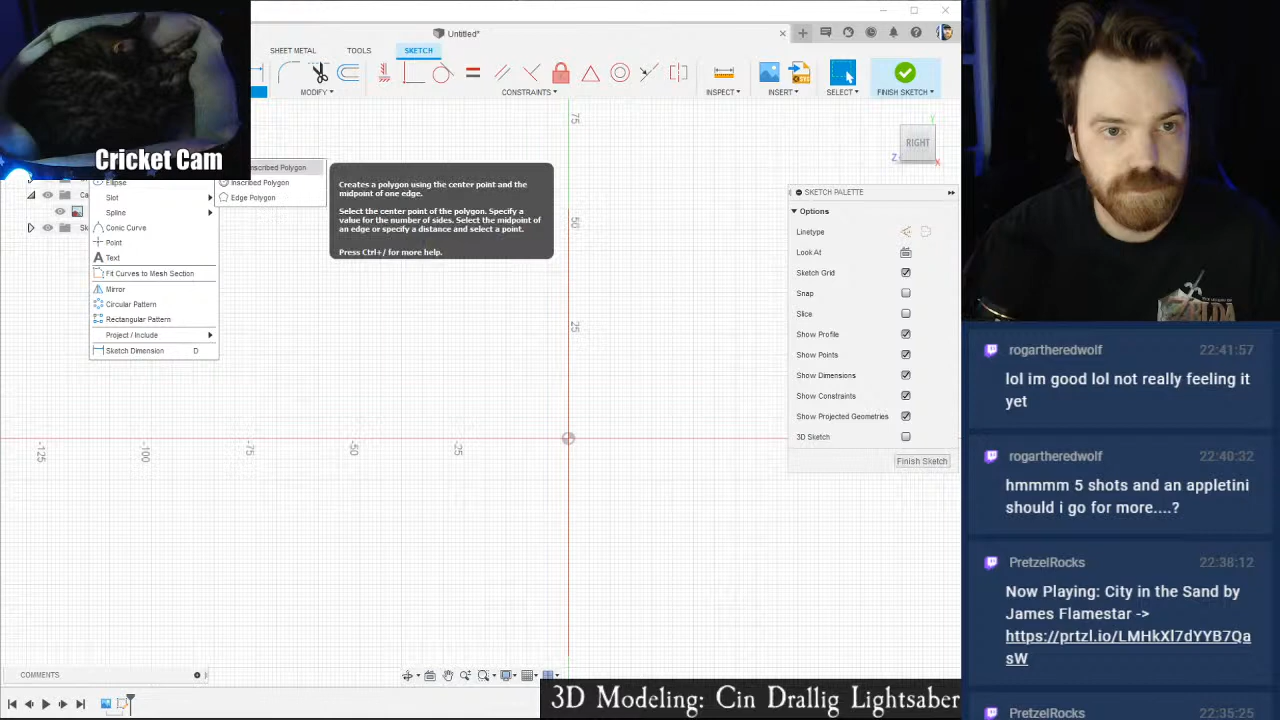 Untitled*
SHEET METAL
TOOLS
SKETCH
MODIFY
CONSTRAINTS
INSPECT
INSERT
SELECT
FINISH SKETCH
Cricket Cam
Ellipse
Slot
Spline
Conic Curve
Point
Text
Fit Curves to Mesh Section
Mirror
Circular Pattern
Rectangular Pattern
Project / Include
Sketch Dimension D
Inscribed Polygon
Edge Polygon
Creates a polygon using the center point and the
midpoint of one edge.
Select the center point of the polygon. Specify a
value for the number of sides. Select the midpoint of
an edge or specify a distance and select a point.
Press Ctrl+/ for more help.
75
50
25
-125
-100
-75
-50
-25
Y
RIGHT
Z
X
SKETCH PALETTE
Options
Linetype
Look At
Sketch Grid
Snap
Slice
Show Profile
Show Points
Show Dimensions
Show Constraints
Show Projected Geometries
3D Sketch
Finish Sketch
COMMENTS
3D Modeling: Cin Drallig Lightsaber
rogartheredwolf 22:41:57
lol im good lol not really feeling it
yet
rogartheredwolf 22:40:32
hmmmm 5 shots and an appletini
should i go for more....?
PretzelRocks 22:38:12
Now Playing: City in the Sand by
James Flamestar ->
https://prtzl.io/LMHkXl7dYYB7Qa
sW
PretzelRocks 22:35:25